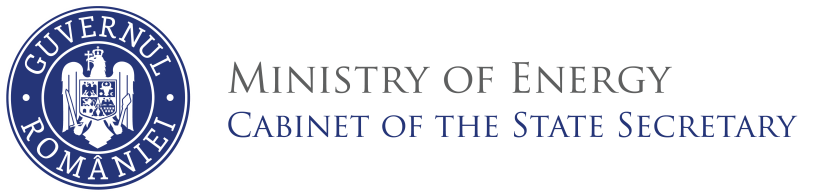 GUVERNUL
ROMÂNIEI
MINISTRY OF ENERGY
CABINET OF THE STATE SECRETARY